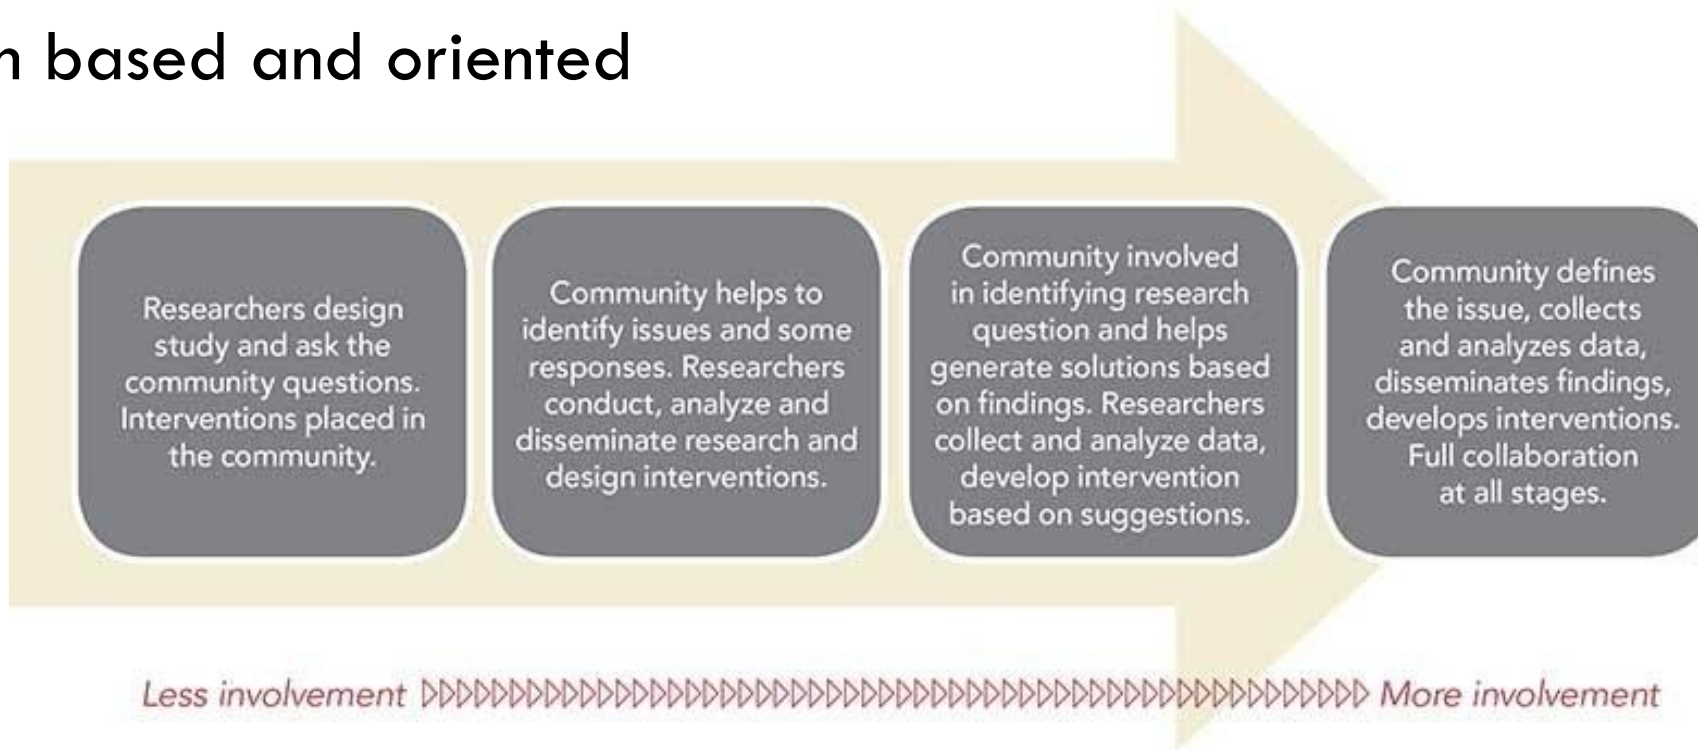 n based and oriented
Researchers design
study and ask the
community questions.
Interventions placed in
the community.
Community helps to
identify issues and some
responses. Researchers
conduct, analyze and
disseminate research and
design interventions.
Community involved
in identifying research
question and helps
generate solutions based
on findings. Researchers
collect and analyze data,
develop intervention
based on suggestions.
Community defines
the issue, collects
and analyzes data,
disseminates findings,
develops interventions.
Full collaboration
at all stages.
Less involvement More involvement